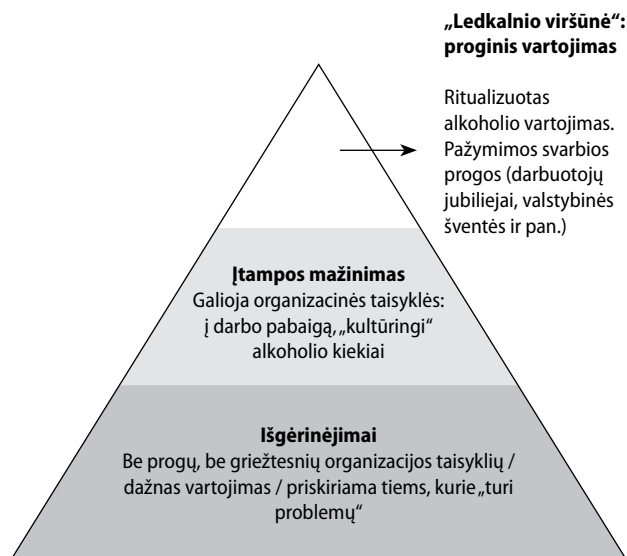 „Ledkalnio viršūnė“:
proginis vartojimas
Ritualizuotas
alkoholio vartojimas.
Pažymimos svarbios
progos (darbuotojų
jubiliejai, valstybinės
šventės ir pan.)
Įtampos mažinimas
Galioja organizacinės taisyklės:
į darbo pabaigą, „kultūringi“
alkoholio kiekiai
Išgėrinėjimai
Be progų, be griežtesnių organizacijos taisyklių /
dažnas vartojimas / priskiriama tiems, kurie „turi
problemų“